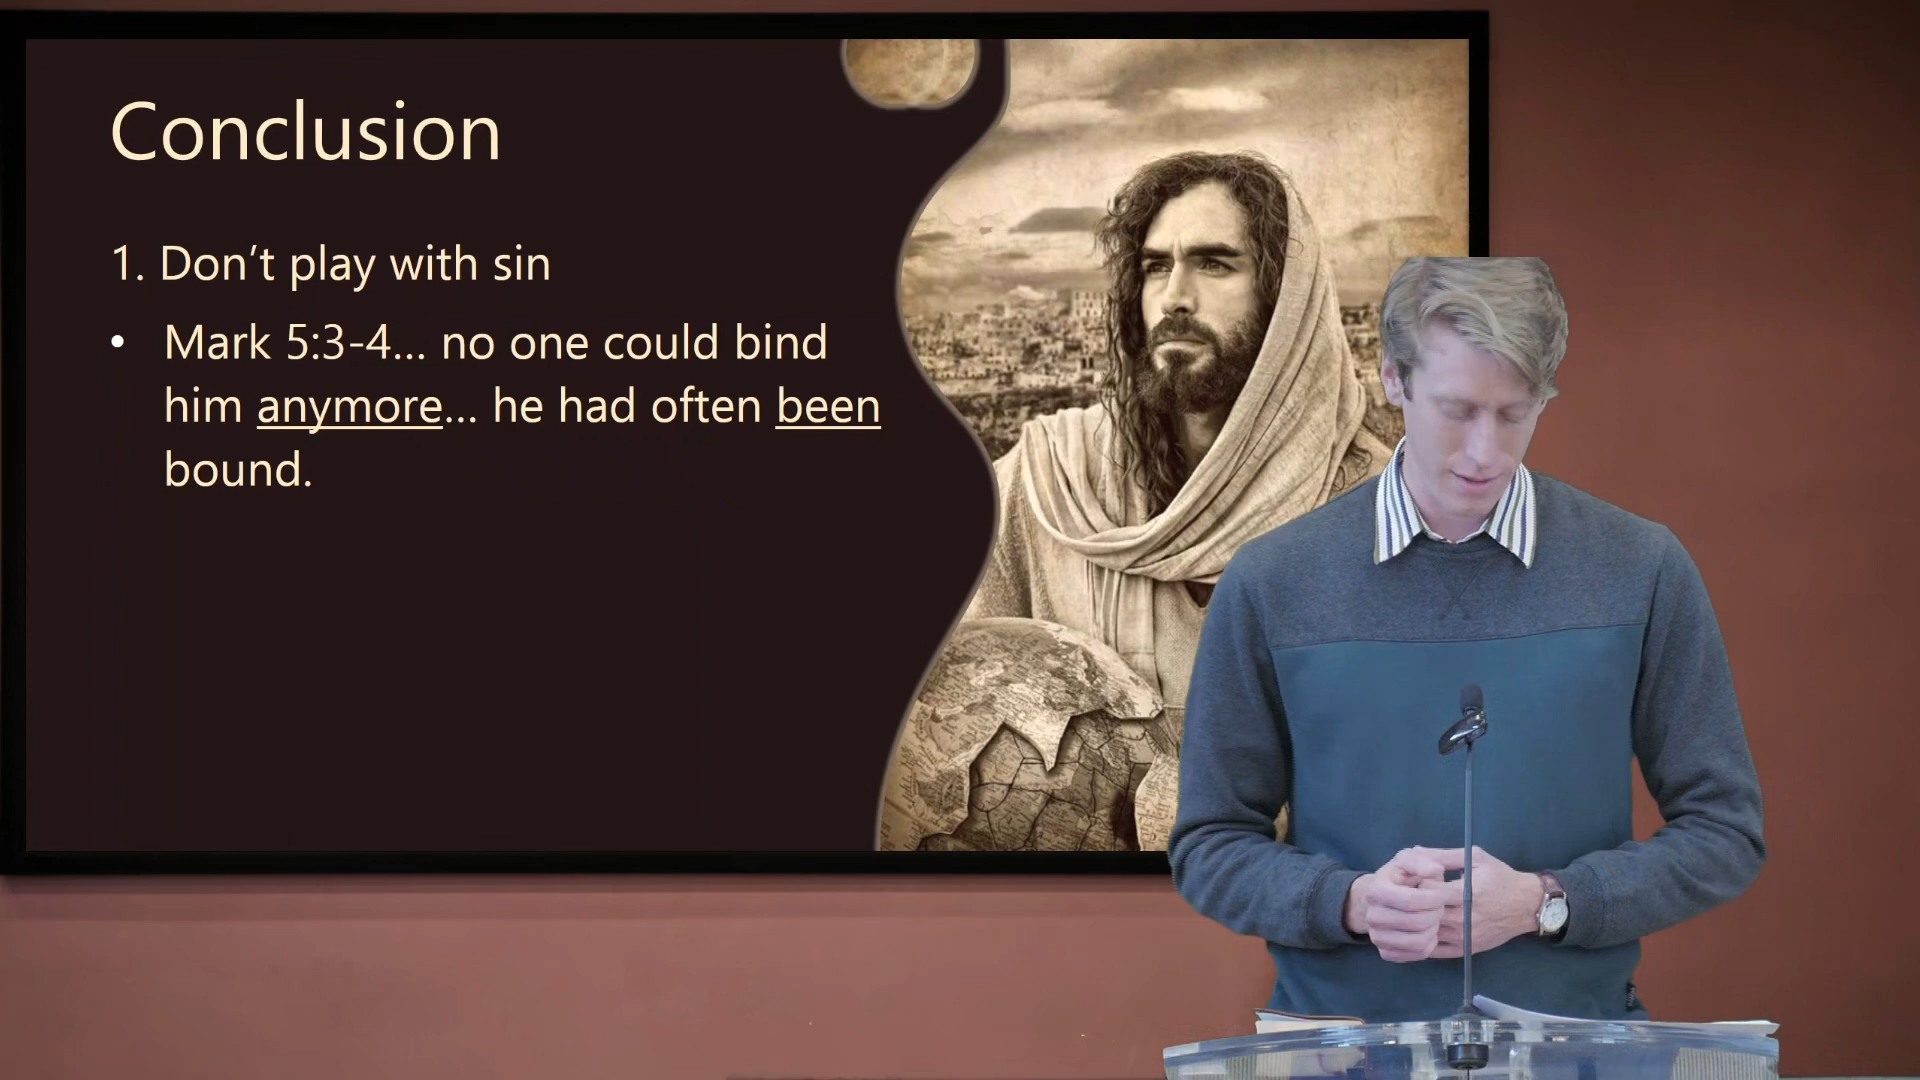 Conclusion
1. Don’t play with sin
• Mark 5:3-4… no one could bind
him anymore… he had often been
bound.